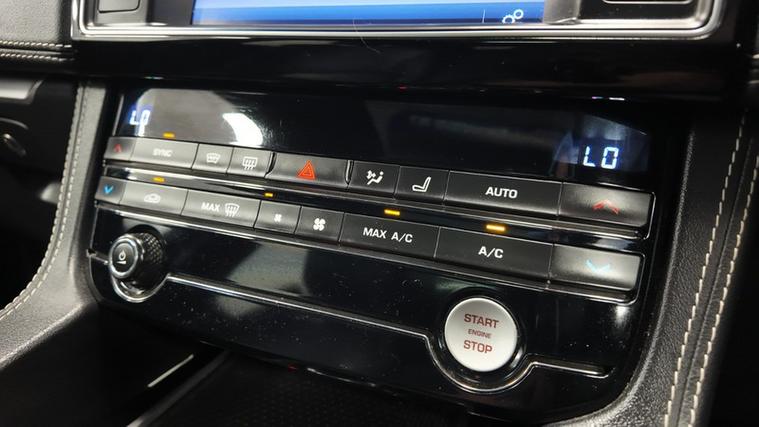 LO
LO
SYNC
AUTO
MAX
MAX A/C
A/C
START
ENGINE
STOP